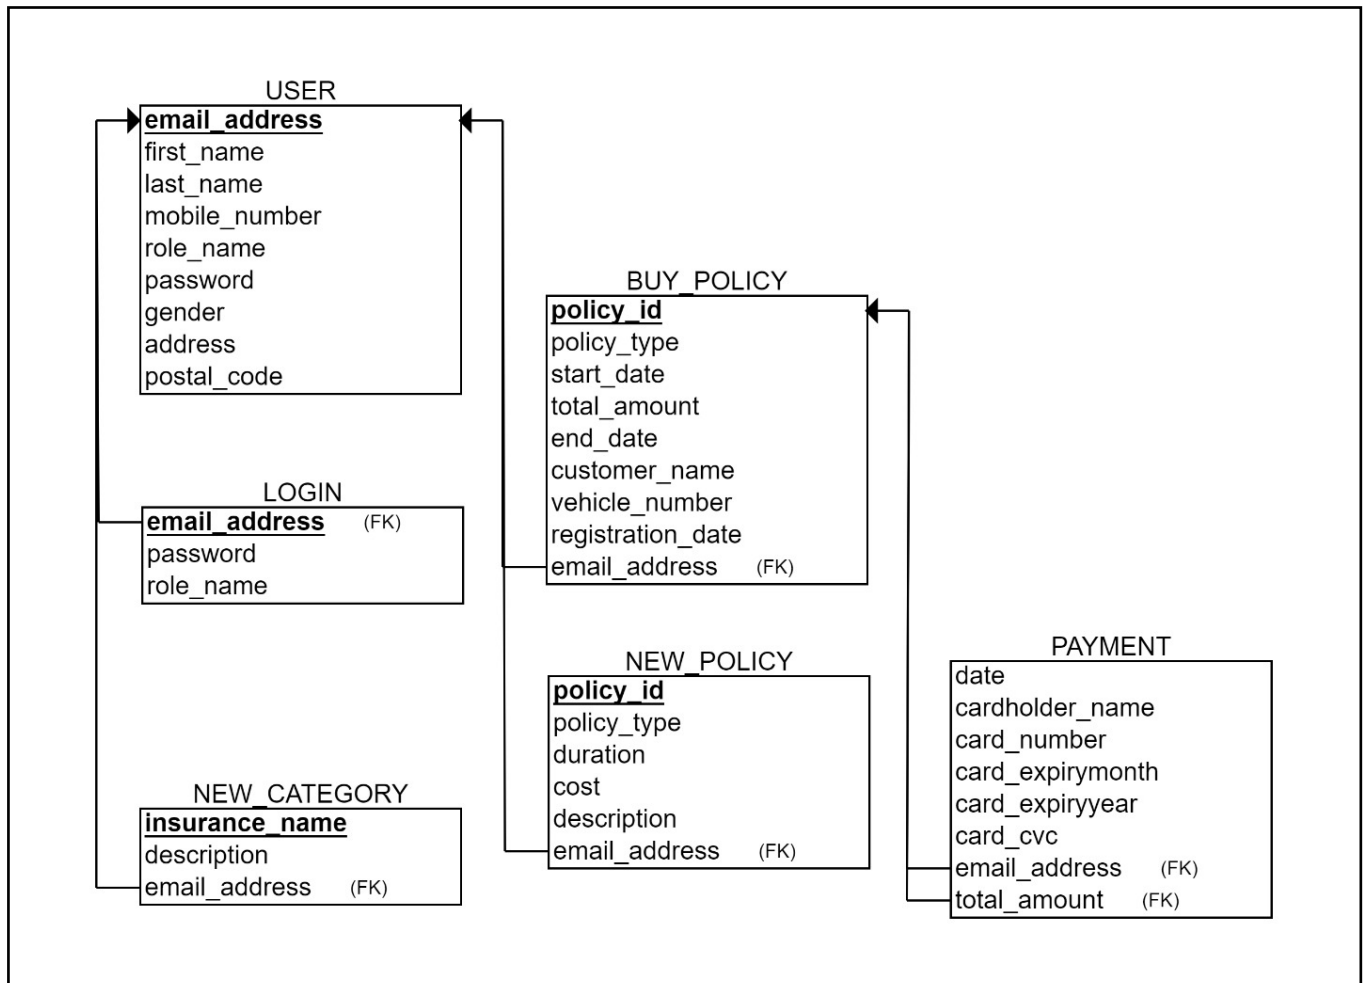 USER
email_address
first_name
last_name
mobile_number
role_name
password
gender
address
postal_code
LOGIN
email_address (FK)
password
role_name
NEW_CATEGORY
insurance_name
description
email_address (FK)
BUY_POLICY
policy_id
policy_type
start_date
total_amount
end_date
customer_name
vehicle_number
registration_date
email_address (FK)
NEW_POLICY
policy_id
policy_type
duration
cost
description
email_address (FK)
PAYMENT
date
cardholder_name
card_number
card_expirymonth
card_expiryyear
card_cvc
email_address (FK)
total_amount (FK)